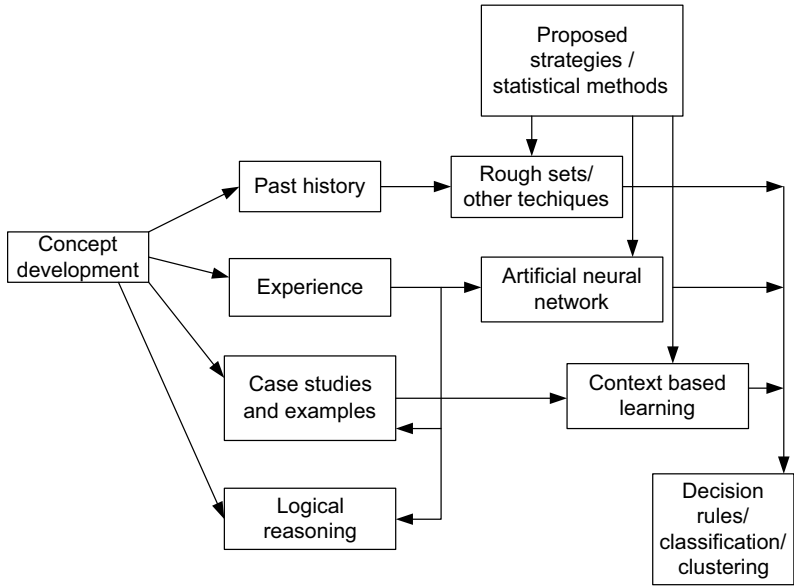 Proposed
strategies /
statistical methods
Past history
Rough sets/
other techiques
Concept
development
Experience
Artificial neural
network
Case studies
and examples
Context based
learning
Logical
reasoning
Decision
rules/
classification/
clustering